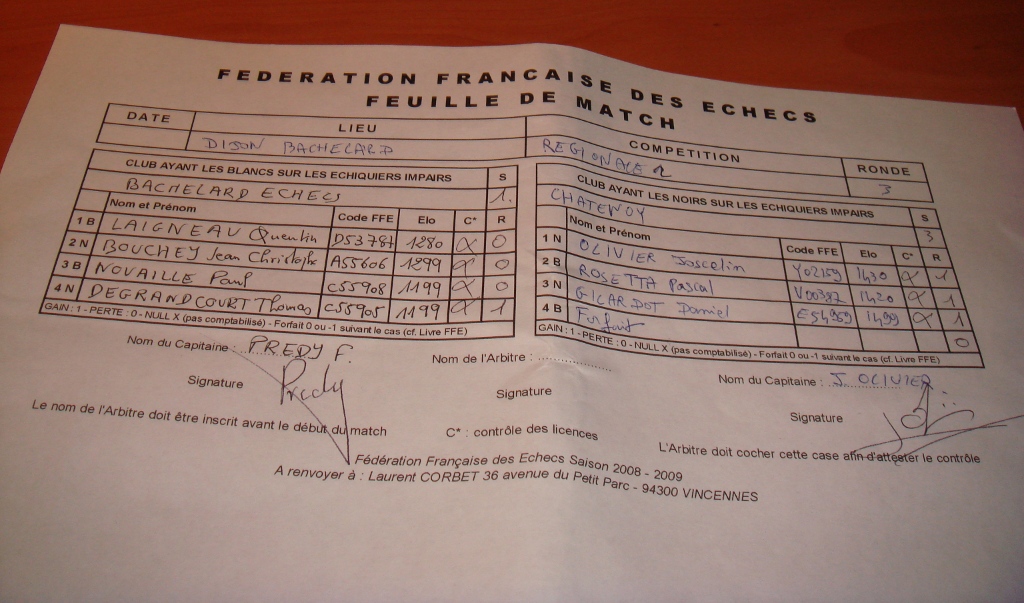 FEDERATION FRANCAISE DES ECHECS
FEUILLE DE MATCH
DATE LIEU COMPETITION RONDE
DIJON BACHELARD REGIONALE 2 3
CLUB AYANT LES BLANCS SUR LES ECHIQUIERS IMPAIRS S
BACHELARD ECHECS 1.
Nom et Prénom Code FFE Elo C* R
1 B LAIGNEAU Quentin D53787 1280 α 0
2 N BOUCHEY Jean Christophe A55606 1299 α 0
3 B NOUAILLE Paul C55908 1199 α 0
4 N DEGRANDCOURT Thomas C55905 1199 α 1
GAIN : 1 - PERTE : 0 - NULL X (pas comptabilisé) - Forfait 0 ou -1 suivant le cas (cf. Livre FFE)
CLUB AYANT LES NOIRS SUR LES ECHIQUIERS IMPAIRS S
CHATENOY 3
Nom et Prénom Code FFE Elo C* R
1 N OLIVIER Joscelin Y02159 1430 α 1
2 B ROSETTA Pascal V00387 1420 α 1
3 N GICARDOT Daniel E54959 1499 α 1
4 B Forfait 0
GAIN : 1 - PERTE : 0 - NULL X (pas comptabilisé) - Forfait 0 ou -1 suivant le cas (cf. Livre FFE)
Nom du Capitaine : PREDY F. Nom de l'Arbitre : Nom du Capitaine : J. OLIVIER
Signature Predy Signature Signature
Le nom de l'Arbitre doit être inscrit avant le début du match C* : contrôle des licences L'Arbitre doit cocher cette case afin d'attester le contrôle
Fédération Française des Echecs Saison 2008 - 2009
A renvoyer à : Laurent CORBET 36 avenue du Petit Parc - 94300 VINCENNES